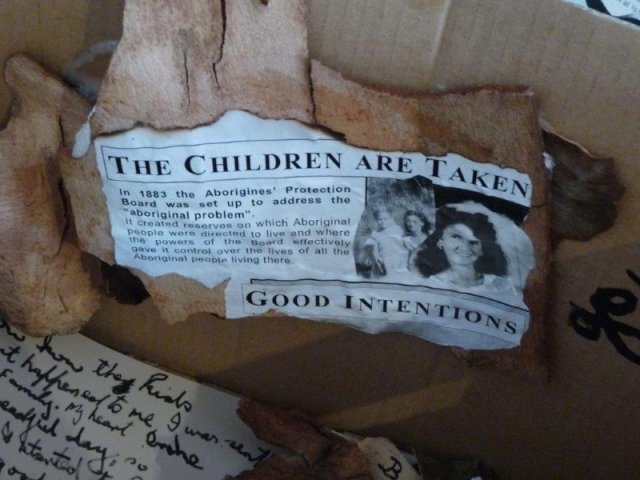 THE CHILDREN ARE TAKEN
In 1883 the Aborigines' Protection
Board was set up to address the
"aboriginal problem".
It created reserves on which Aboriginal
people were directed to live and where
the powers of the Board effectively
gave it control over the lives of all the
Aboriginal people living there.
GOOD INTENTIONS
go
how they Kids
happened to me I was sent
Family. My heart broke
day, so
started